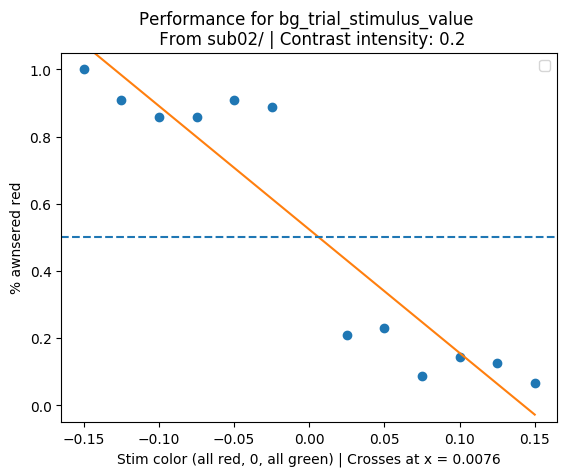 Performance for bg_trial_stimulus_value
From sub02/ | Contrast intensity: 0.2
1.0
0.8
0.6
0.4
0.2
0.0
% awnsered red
−0.15 −0.10 −0.05 0.00 0.05 0.10 0.15
Stim color (all red, 0, all green) | Crosses at x = 0.0076